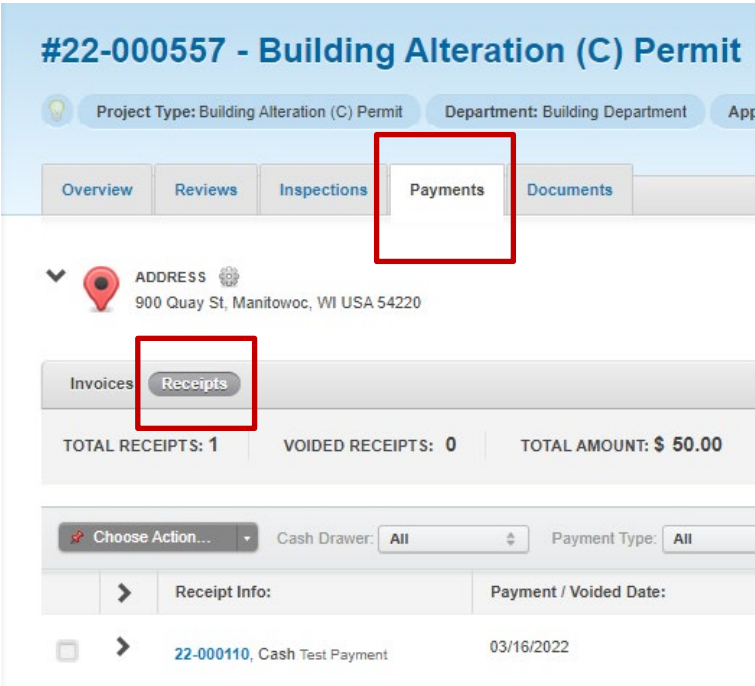 #22-000557 - Building Alteration (C) Permit
Project Type: Building Alteration (C) Permit Department: Building Department App
Overview Reviews Inspections Payments Documents
ADDRESS
900 Quay St, Manitowoc, WI USA 54220
Invoices Receipts
TOTAL RECEIPTS: 1 VOIDED RECEIPTS: 0 TOTAL AMOUNT: $ 50.00
Choose Action... Cash Drawer: All Payment Type: All
Receipt Info: Payment / Voided Date:
22-000110, Cash Test Payment 03/16/2022